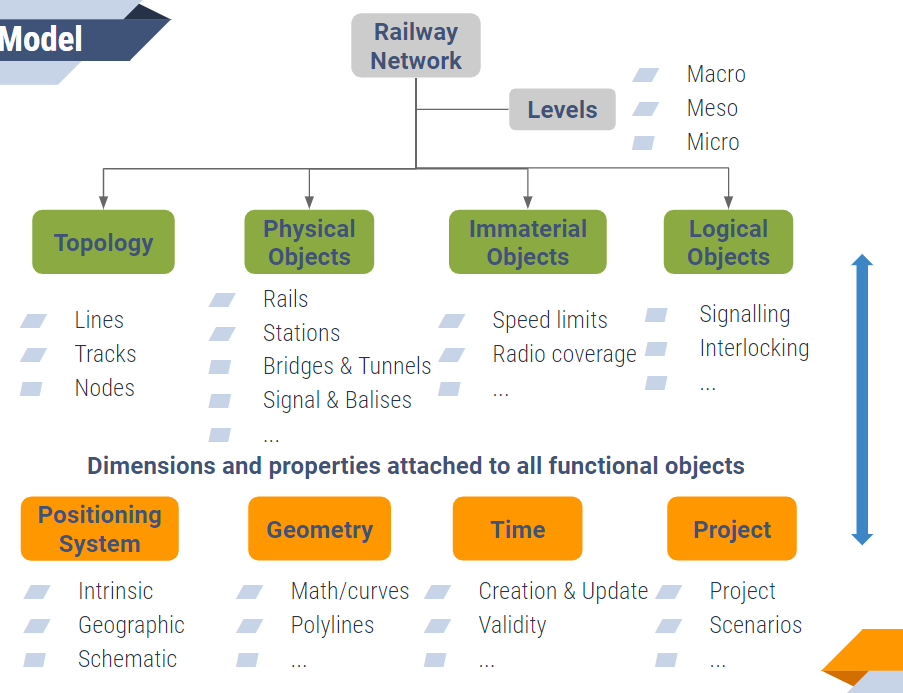 Model
Railway
Network
Levels
Macro
Meso
Micro
Topology
Lines
Tracks
Nodes
Physical
Objects
Rails
Stations
Bridges & Tunnels
Signal & Balises
...
Immaterial
Objects
Speed limits
Radio coverage
...
Logical
Objects
Signalling
Interlocking
...
Dimensions and properties attached to all functional objects
Positioning
System
Intrinsic
Geographic
Schematic
Geometry
Math/curves
Polylines
...
Time
Creation & Update
Validity
...
Project
Project
Scenarios
...